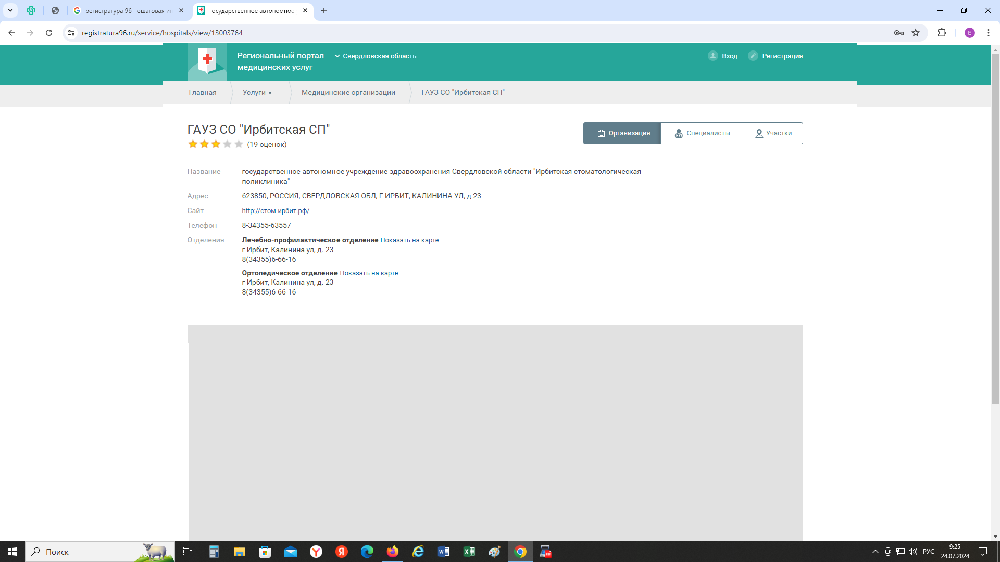 регистратура 96 пошаговая ин
государственное автономное
registratura96.ru/service/hospitals/view/13003764
E
Региональный портал
медицинских услуг
Свердловская область
Вход
Регистрация
Главная
Услуги ▾
Медицинские организации
ГАУЗ СО "Ирбитская СП"
ГАУЗ СО "Ирбитская СП"
(19 оценок)
Организация
Специалисты
Участки
Название
государственное автономное учреждение здравоохранения Свердловской области "Ирбитская стоматологическая
поликлиника"
Адрес
623850, РОССИЯ, СВЕРДЛОВСКАЯ ОБЛ, Г ИРБИТ, КАЛИНИНА УЛ, д 23
Сайт
http://стом-ирбит.рф/
Телефон
8-34355-63557
Отделения
Лечебно-профилактическое отделение Показать на карте
г Ирбит, Калинина ул, д. 23
8(34355)6-66-16
Ортопедическое отделение Показать на карте
г Ирбит, Калинина ул, д. 23
8(34355)6-66-16
Поиск
РУС
9:25
24.07.2024